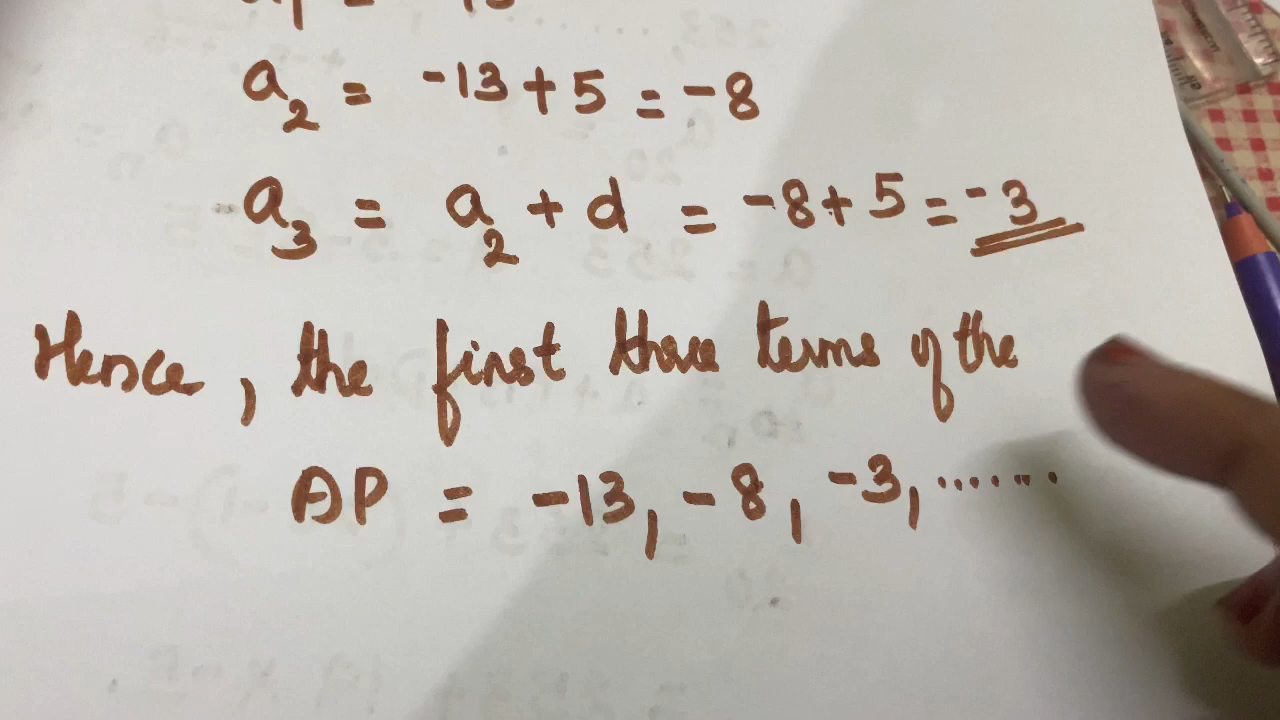 a₂ = -13 + 5 = -8
a₃ = a₂ + d = -8 + 5 = -3
Hence, the first three terms of the
AP = -13, -8, -3, .......